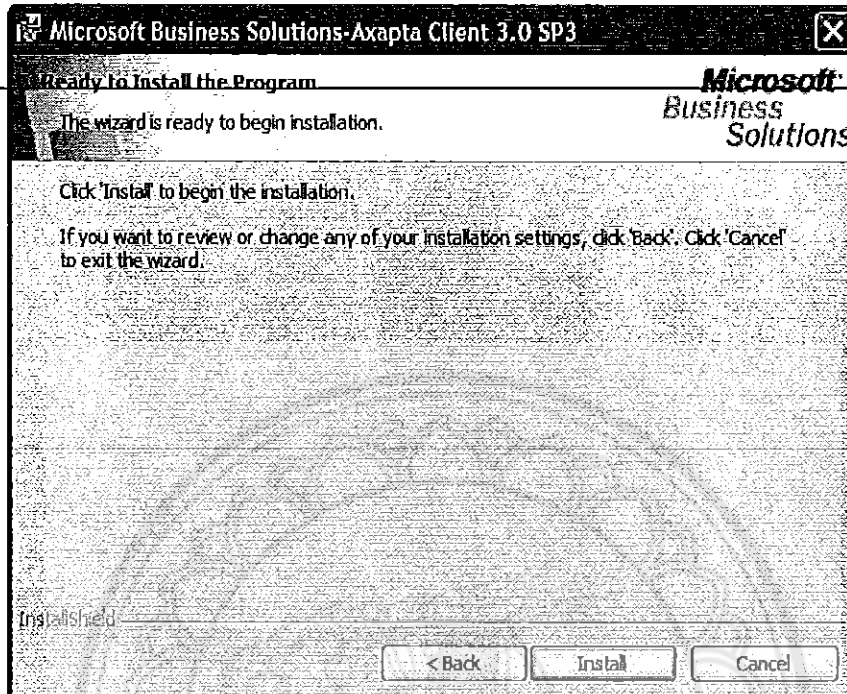 Microsoft Business Solutions-Axapta Client 3.0 SP3
Ready to Install the Program
The wizard is ready to begin installation.
Microsoft
Business
Solutions
Click 'Install' to begin the installation.
If you want to review or change any of your installation settings, click 'Back'. Click 'Cancel'
to exit the wizard.
InstallShield
< Back
Install
Cancel